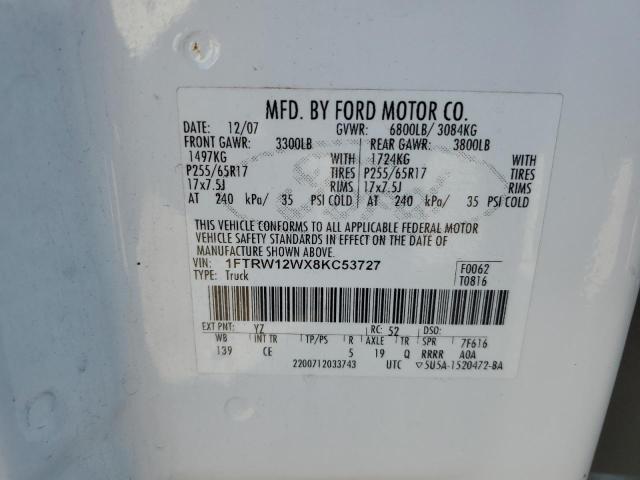 MFD. BY FORD MOTOR CO.
DATE: 12/07 GVWR: 6800LB/ 3084KG
FRONT GAWR: 3300LB REAR GAWR: 3800LB
1497KG WITH 1724KG WITH
P255/65R17 TIRES P255/65R17 TIRES
17x7.5J RIMS 17x7.5J RIMS
AT 240 kPa/ 35 PSI COLD AT 240 kPa/ 35 PSI COLD
THIS VEHICLE CONFORMS TO ALL APPLICABLE FEDERAL MOTOR
VEHICLE SAFETY STANDARDS IN EFFECT ON THE DATE OF
MANUFACTURE SHOWN ABOVE.
VIN: 1FTRW12WX8KC53727 F0062
TYPE: Truck T0816
EXT PNT: YZ RC: 52 DSO:
WB INT TR TP/PS R AXLE TR SPR 7F616
139 CE 5 19 Q RRRR A0A
2200712033743 UTC ▽5U5A-1520472-BA